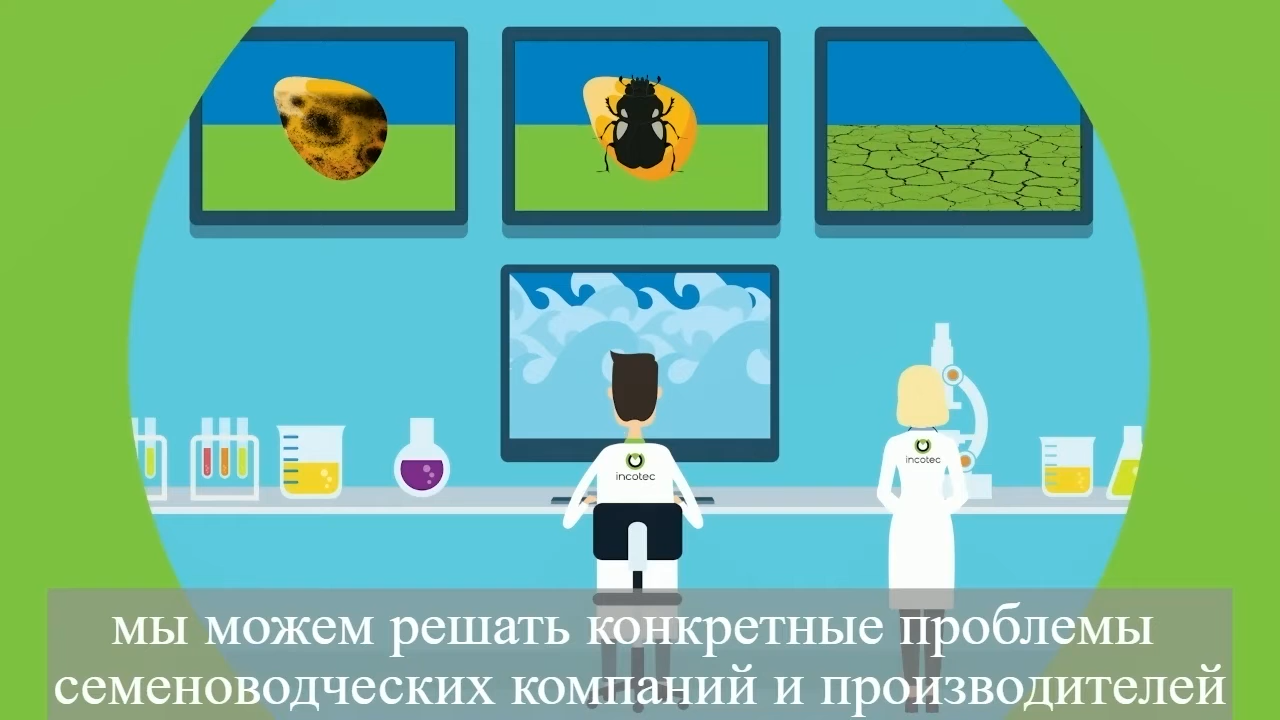 incotec
incotec
мы можем решать конкретные проблемы
семеноводческих компаний и производителей